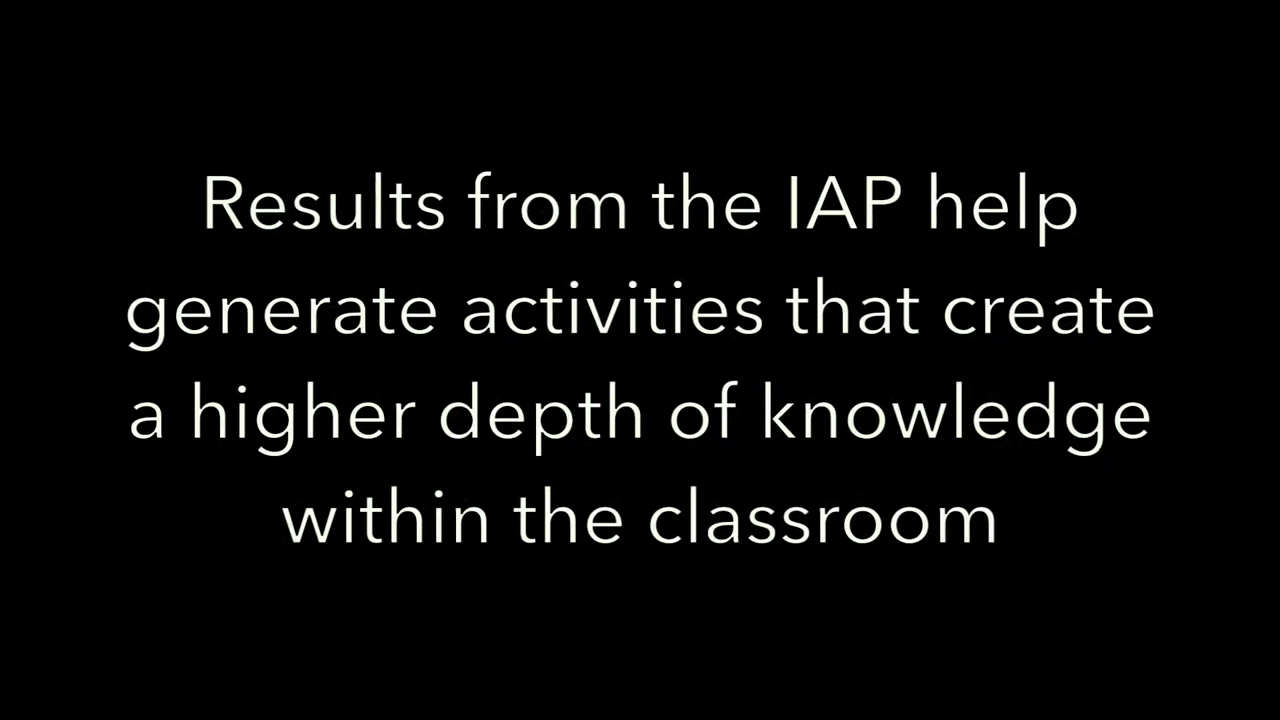 Results from the IAP help
generate activities that create
a higher depth of knowledge
within the classroom